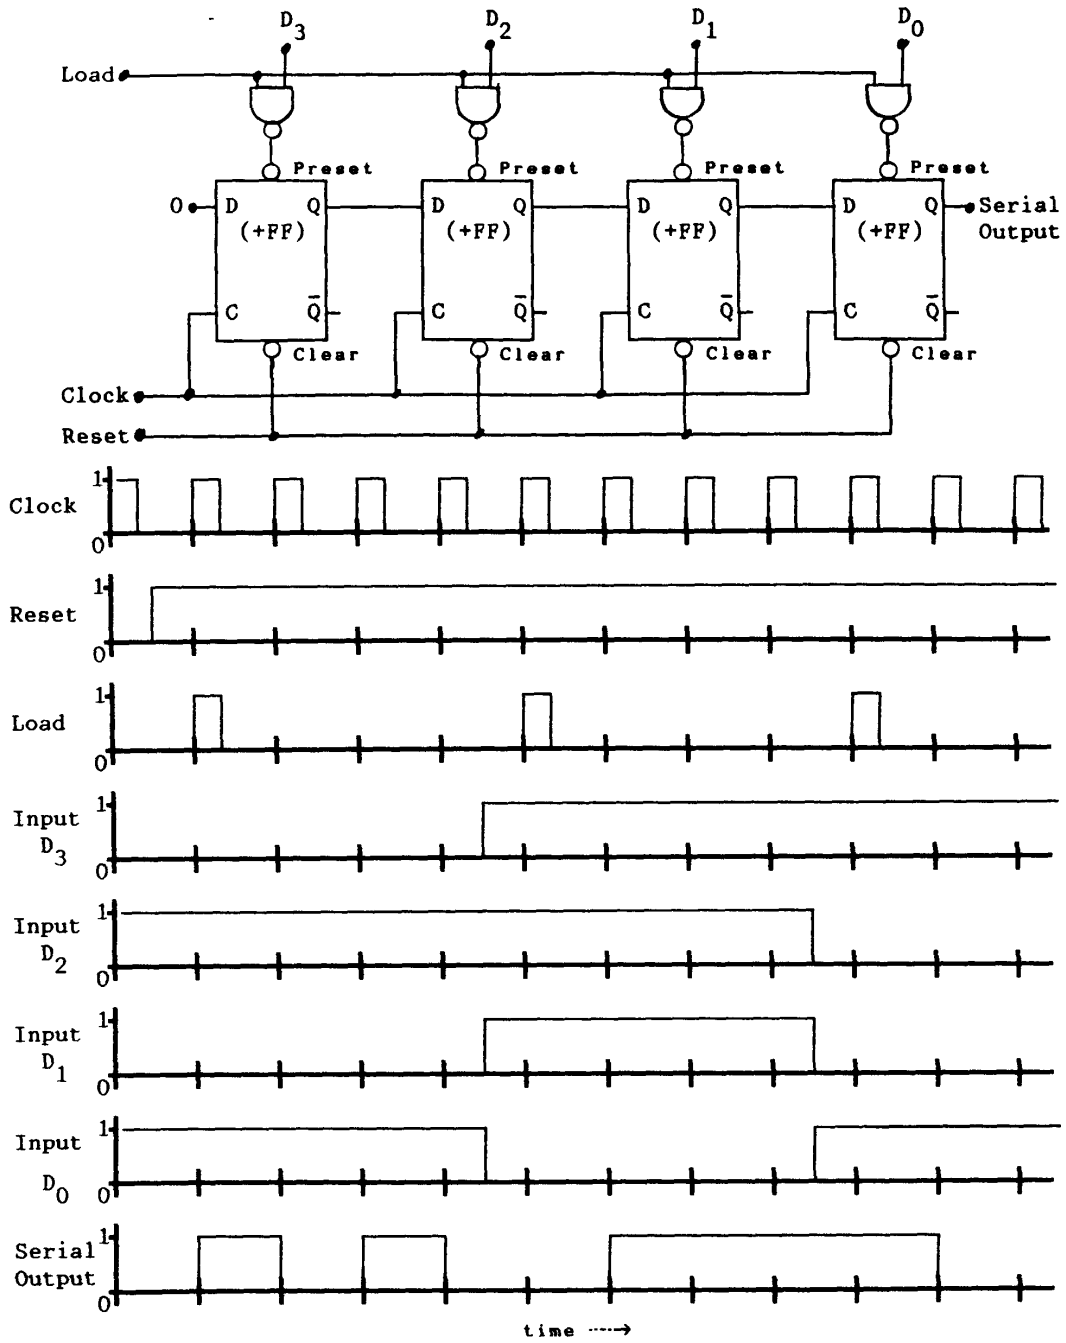 D3 D2 D1 D0
Load
Preset Preset Preset Preset
0 D Q D Q D Q D Q Serial
(+FF) (+FF) (+FF) (+FF) Output
C Q̅ C Q̅ C Q̅ C Q̅
Clear Clear Clear Clear
Clock
Reset
1
Clock
0
1
Reset
0
1
Load
0
1
Input
D3
0
1
Input
D2
0
1
Input
D1
0
1
Input
D0 0
1
Serial
Output
0
time ---->